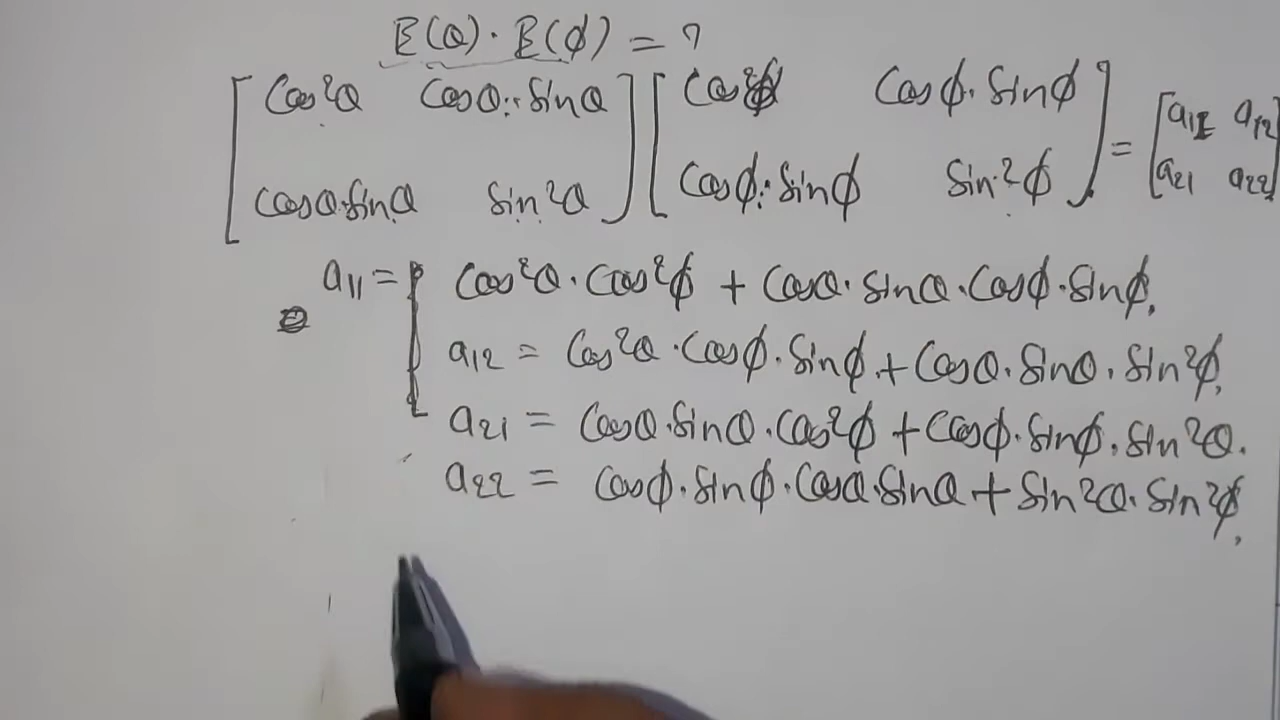 E(θ) · E(φ) = ?
[cos²θ cosθ·sinθ] [cos²φ cosφ·sinφ] = [a11 a12]
[cosθ·sinθ sin²θ] [cosφ·sinφ sin²φ] [a21 a22]
a11 = cos²θ·cos²φ + cosθ·sinθ·cosφ·sinφ,
a12 = cos²θ·cosφ·sinφ + cosθ·sinθ·sin²φ,
a21 = cosθ·sinθ·cos²φ + cosφ·sinφ·sin²θ.
a22 = cosφ·sinφ·cosθ·sinθ + sin²θ·sin²φ,